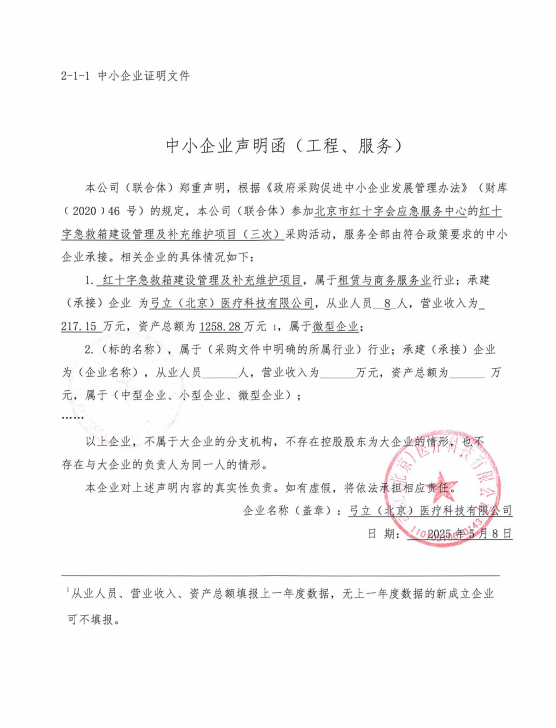 2-1-1 中小企业证明文件
中小企业声明函（工程、服务）
本公司（联合体）郑重声明，根据《政府采购促进中小企业发展管理办法》（财库
﹝2020﹞46 号）的规定，本公司（联合体）参加北京市红十字会应急服务中心的红十
字急救箱建设管理及补充维护项目（三次）采购活动，服务全部由符合政策要求的中小
企业承接。相关企业的具体情况如下：
1. 红十字急救箱建设管理及补充维护项目，属于租赁与商务服务业行业；承建
（承接）企业 为弓立（北京）医疗科技有限公司，从业人员 8 人，营业收入为
217.15 万元，资产总额为 1258.28 万元 1，属于微型企业；
2.（标的名称），属于（采购文件中明确的所属行业）行业；承建（承接）企业
为（企业名称），从业人员______人，营业收入为______万元，资产总额为______ 万
元，属于（中型企业、小型企业、微型企业）；
……
以上企业，不属于大企业的分支机构，不存在控股股东为大企业的情形，也不
存在与大企业的负责人为同一人的情形。
本企业对上述声明内容的真实性负责。如有虚假，将依法承担相应责任。
企业名称（盖章）：弓立（北京）医疗科技有限公司
日 期： 2025 年 5 月 8 日
1从业人员、营业收入、资产总额填报上一年度数据，无上一年度数据的新成立企业
可不填报。